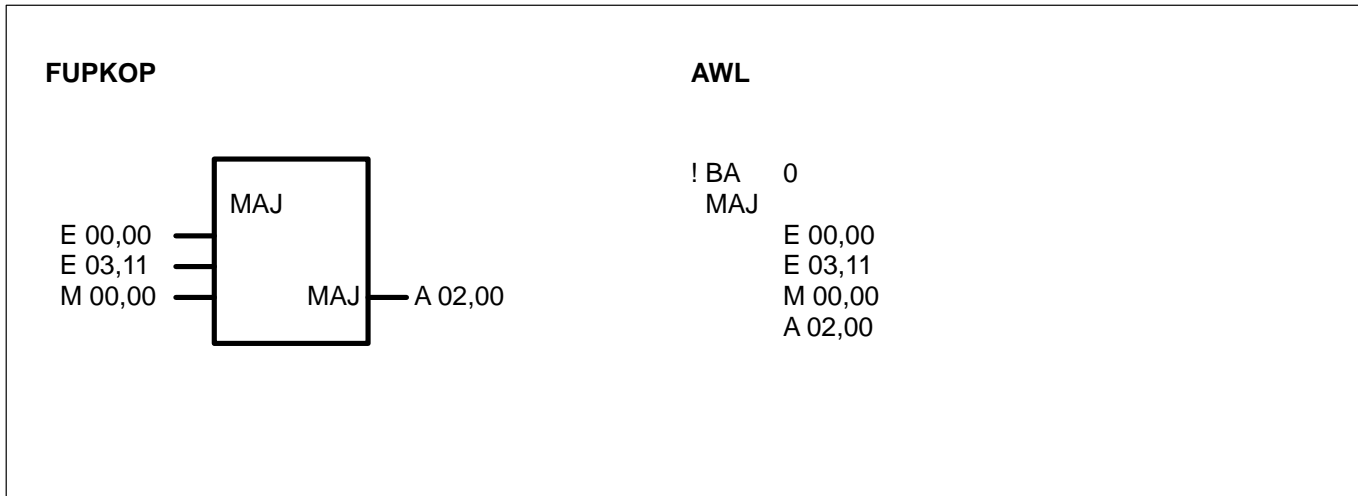 FUPKOP
MAJ
E 00,00
E 03,11
M 00,00
MAJ
A 02,00
AWL
! BA 0
MAJ
E 00,00
E 03,11
M 00,00
A 02,00